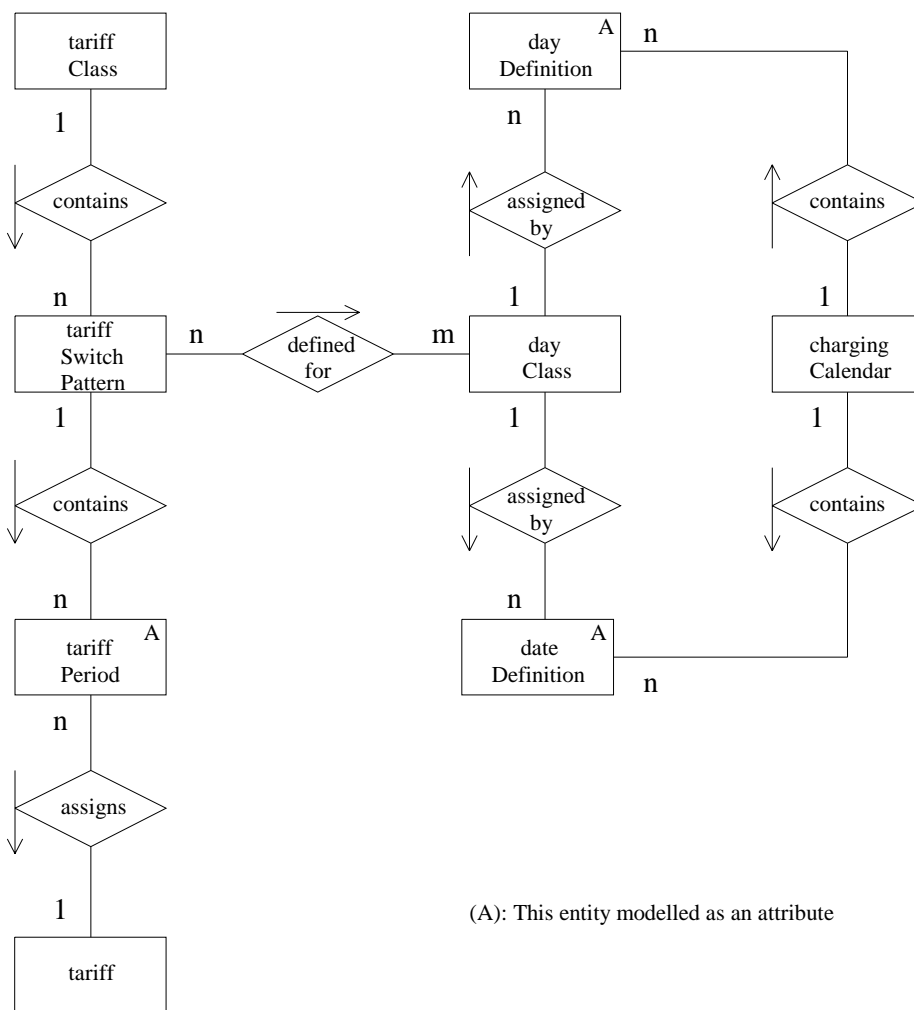 tariff
Class
1
contains
n
tariff
Switch
Pattern
1
contains
n
tariff
Period
A
n
assigns
1
tariff
n
defined
for
m
day
Definition
A
n
assigned
by
1
day
Class
1
assigned
by
n
date
Definition
A
n
contains
1
charging
Calendar
1
contains
n
(A): This entity modelled as an attribute